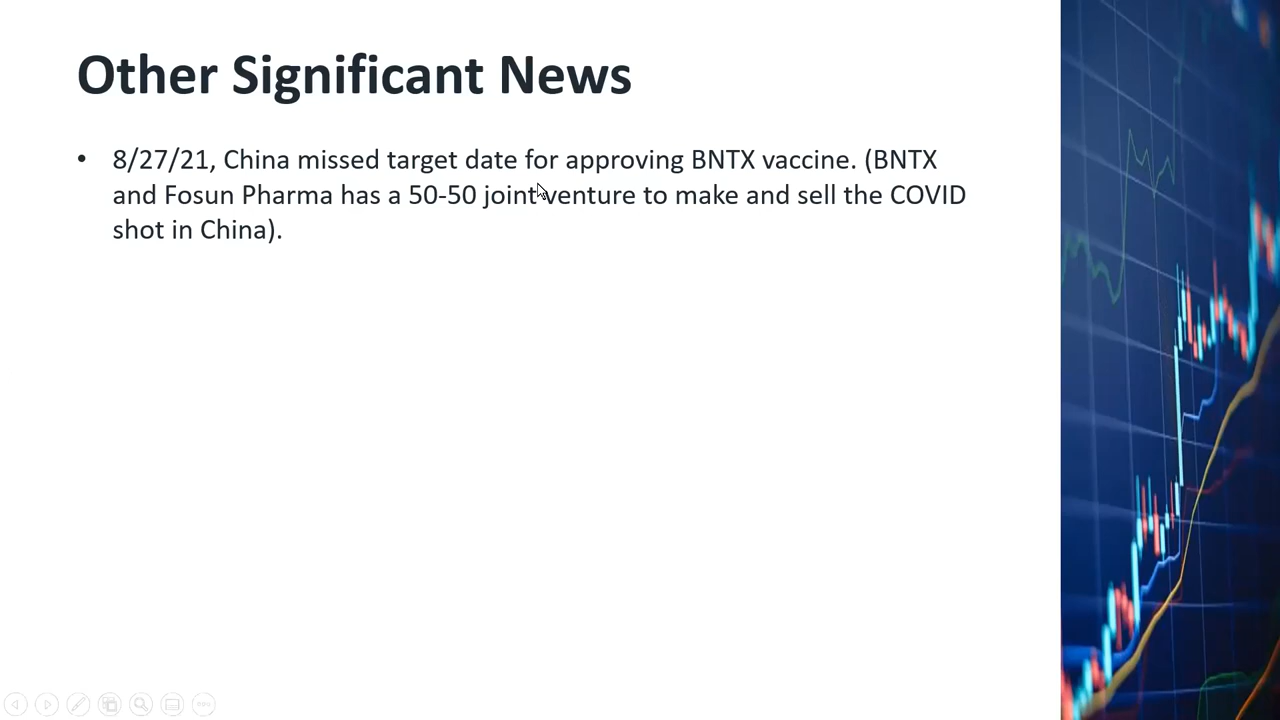 Other Significant News
• 8/27/21, China missed target date for approving BNTX vaccine. (BNTX
and Fosun Pharma has a 50-50 joint venture to make and sell the COVID
shot in China).